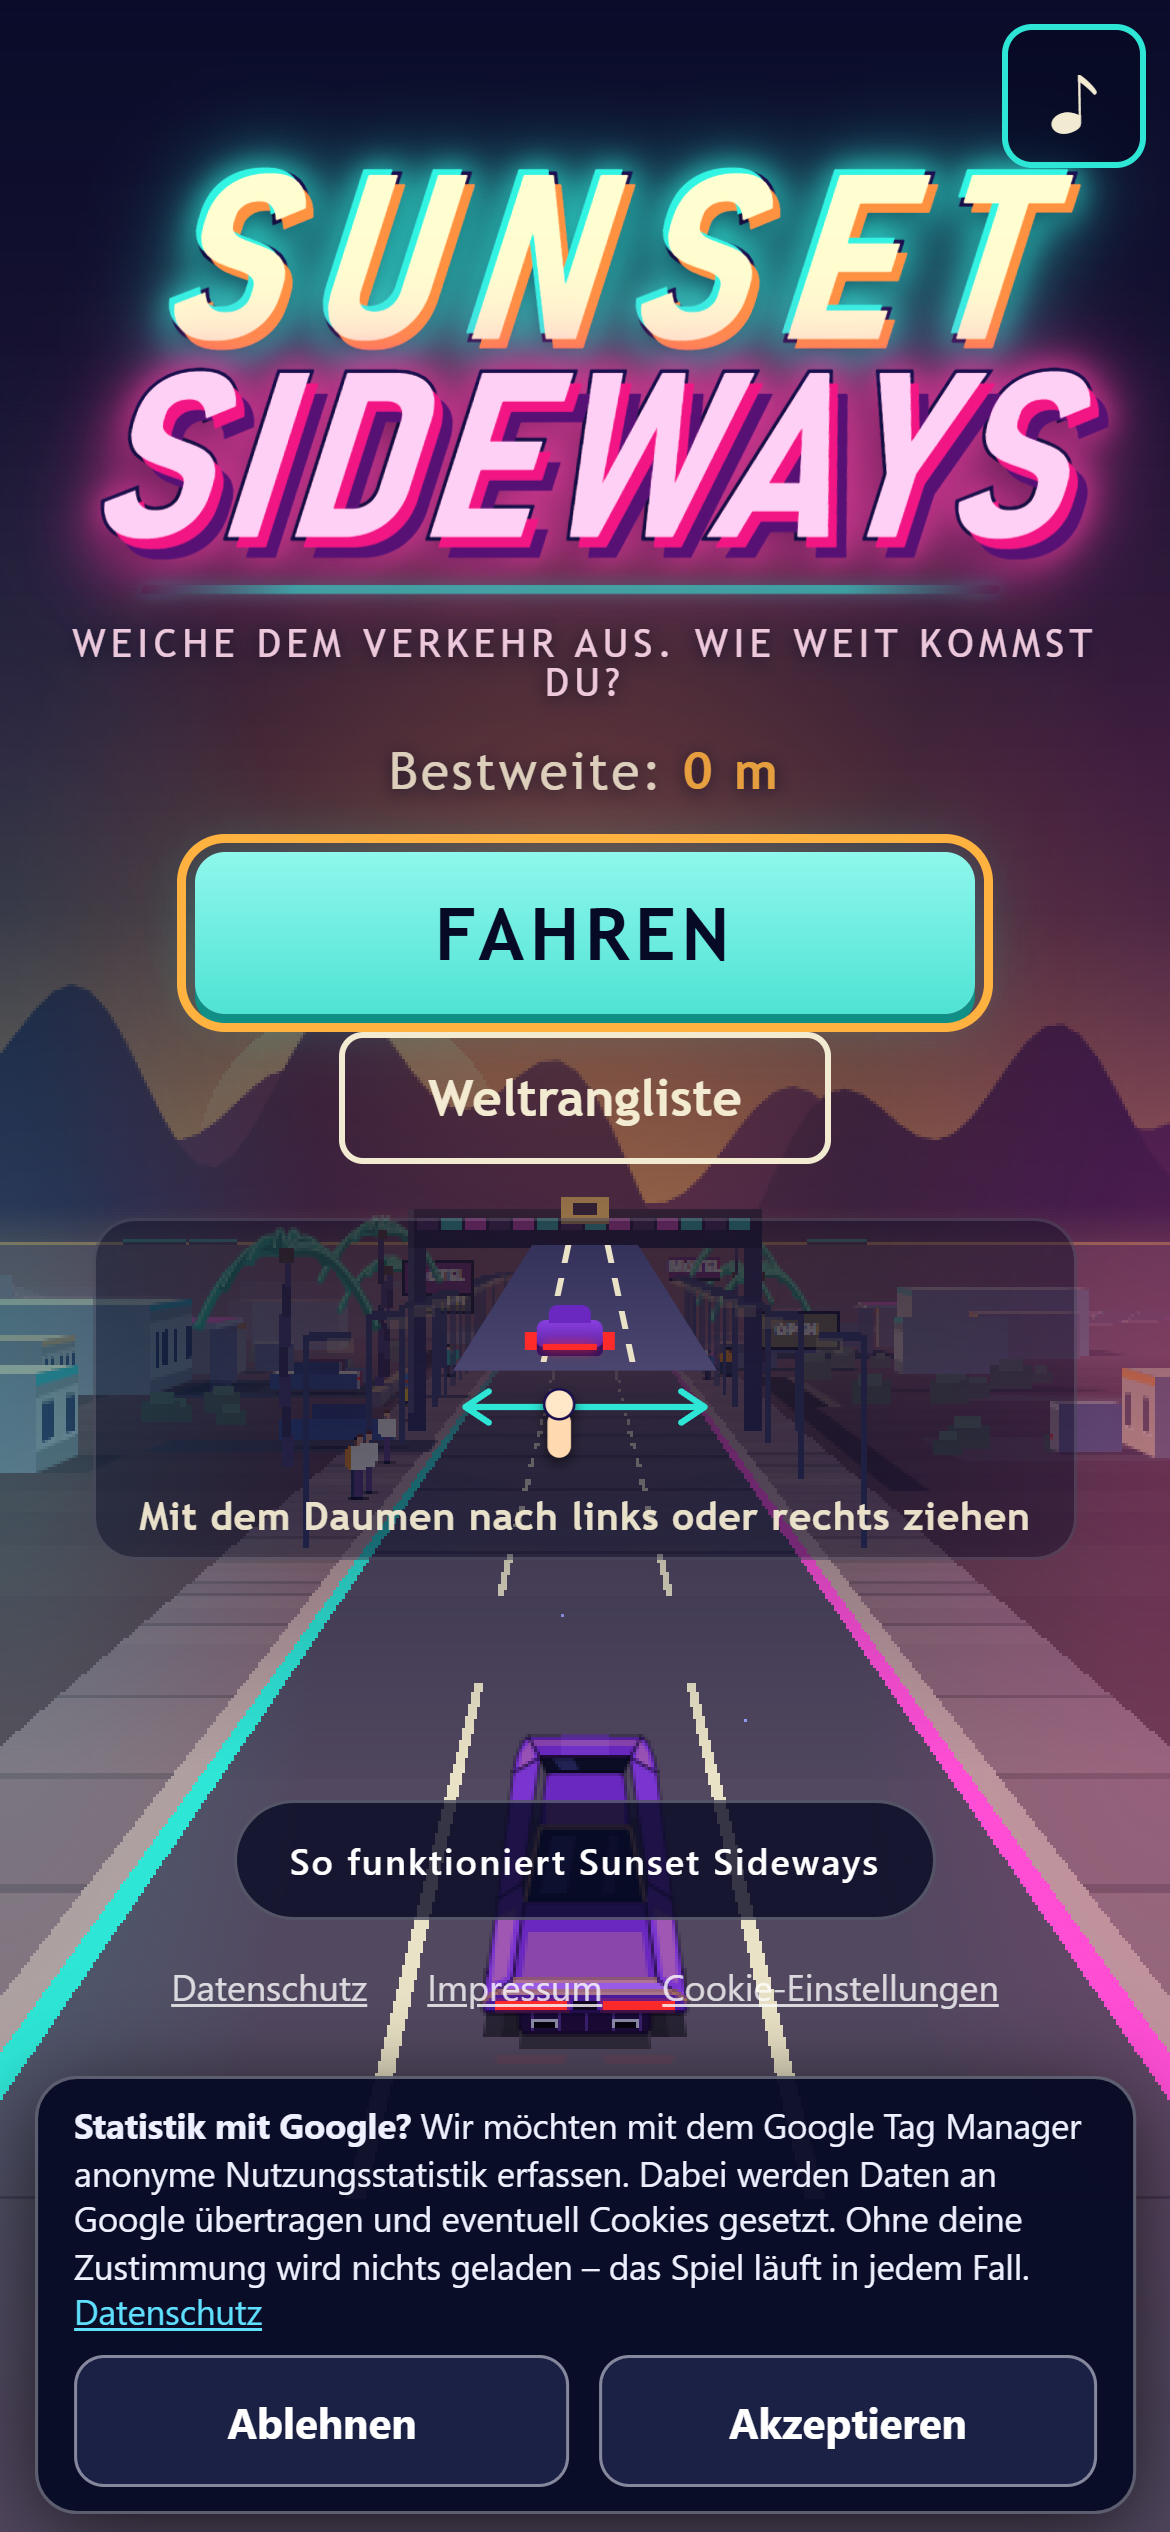 SUNSET
SIDEWAYS
WEICHE DEM VERKEHR AUS. WIE WEIT KOMMST
DU?
Bestweite: 0 m
FAHREN
Weltrangliste
MOTEL
OPEN
Mit dem Daumen nach links oder rechts ziehen
So funktioniert Sunset Sideways
Datenschutz Impressum Cookie-Einstellungen
Statistik mit Google? Wir möchten mit dem Google Tag Manager
anonyme Nutzungsstatistik erfassen. Dabei werden Daten an
Google übertragen und eventuell Cookies gesetzt. Ohne deine
Zustimmung wird nichts geladen – das Spiel läuft in jedem Fall.
Datenschutz
Ablehnen Akzeptieren